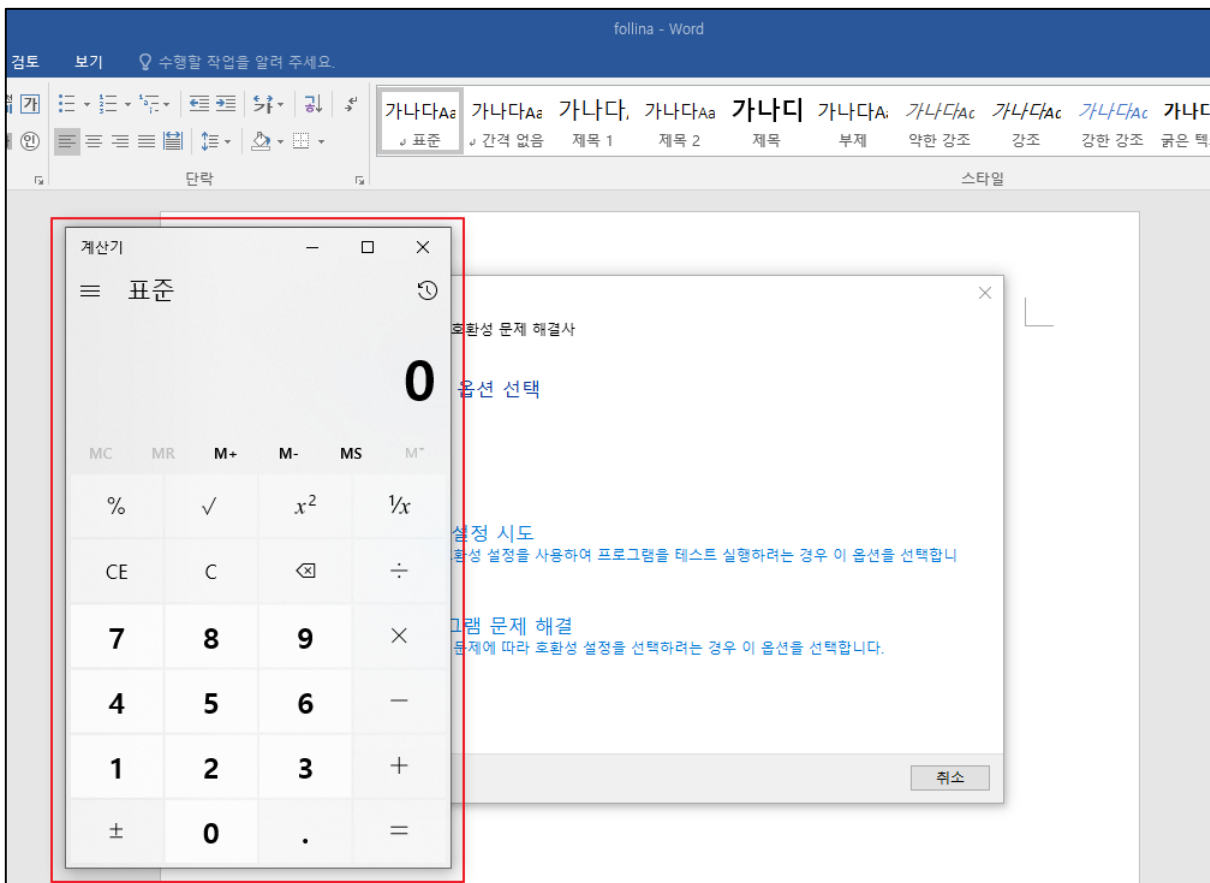 follina - Word
검토 보기 수행할 작업을 알려 주세요.
가나다Aa 가나다Aa 가나다, 가나다Aa 가나디 가나다A 가나다Aa 가나다Aa 가나다Aa 가나다
표준 간격 없음 제목 1 제목 2 제목 부제 약한 강조 강조 강한 강조 굵은 텍
단락 스타일
계산기
표준
0
MC MR M+ M- MS M
% √ x² ¹/x
CE C ÷
7 8 9 ×
4 5 6 −
1 2 3 +
± 0 . =
호환성 문제 해결사
옵션 선택
설정 시도
호환성 설정을 사용하여 프로그램을 테스트 실행하려는 경우 이 옵션을 선택합니
그램 문제 해결
문제에 따라 호환성 설정을 선택하려는 경우 이 옵션을 선택합니다.
취소